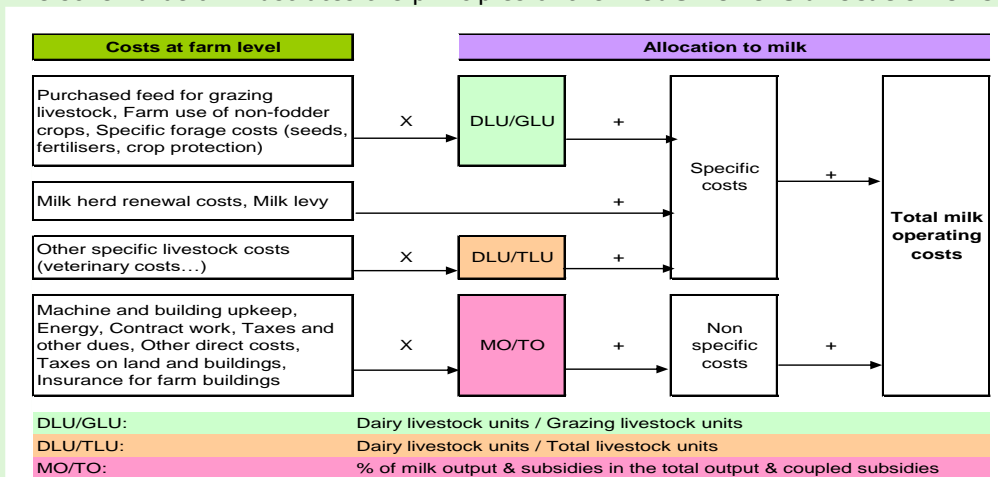 Costs at farm level
Allocation to milk
Purchased feed for grazing
livestock, Farm use of non-fodder
crops, Specific forage costs (seeds,
fertilisers, crop protection)
X
DLU/GLU
+
Milk herd renewal costs, Milk levy
+
Other specific livestock costs
(veterinary costs…)
X
DLU/TLU
+
Specific
costs
+
Machine and building upkeep,
Energy, Contract work, Taxes and
other dues, Other direct costs,
Taxes on land and buildings,
Insurance for farm buildings
X
MO/TO
+
Non
specific
costs
+
Total milk
operating
costs
DLU/GLU: Dairy livestock units / Grazing livestock units
DLU/TLU: Dairy livestock units / Total livestock units
MO/TO: % of milk output & subsidies in the total output & coupled subsidies